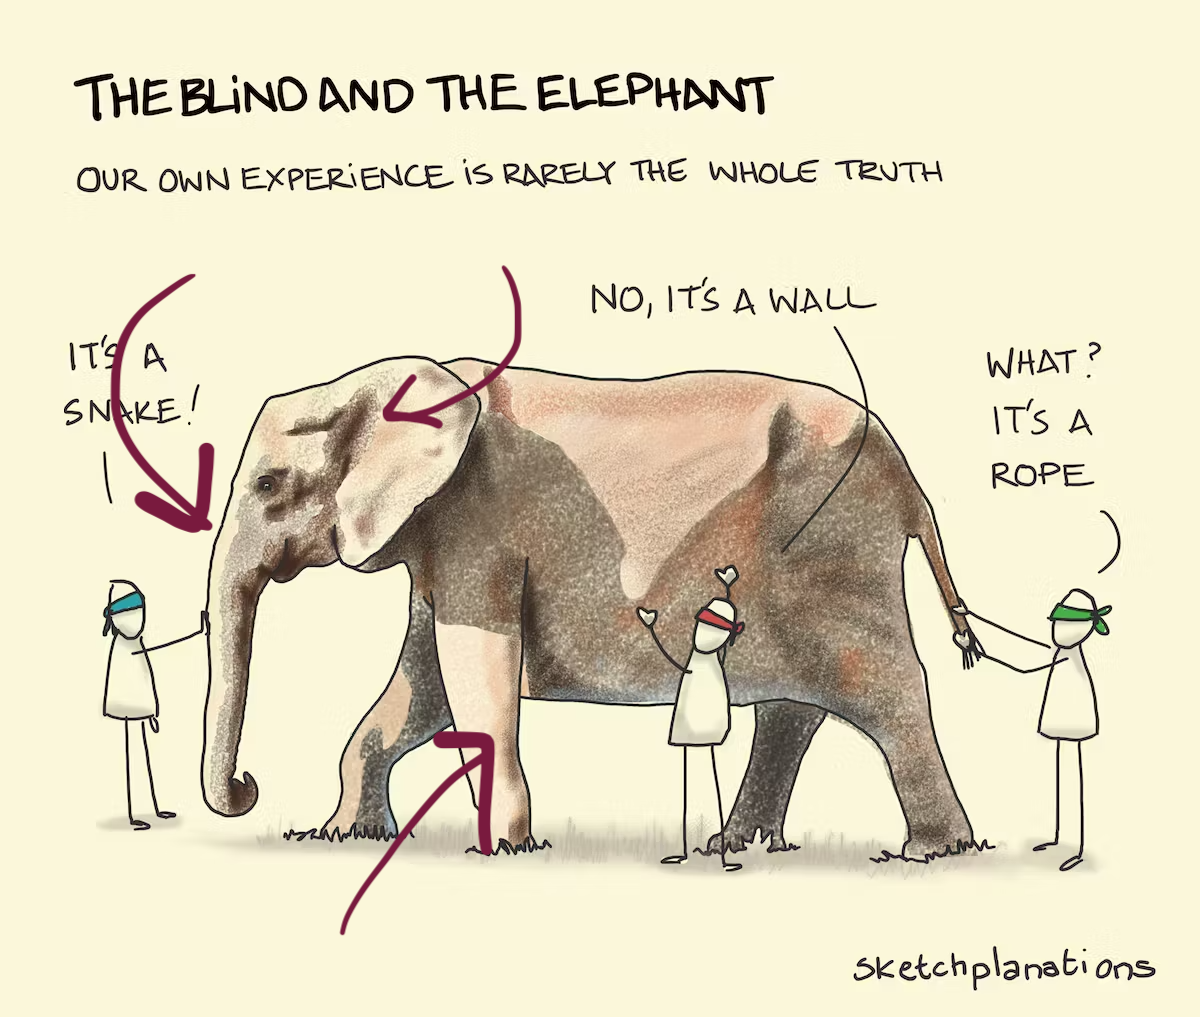 THE BLIND AND THE ELEPHANT
OUR OWN EXPERIENCE IS RARELY THE WHOLE TRUTH
IT'S A
SNAKE!
NO, IT'S A WALL
WHAT?
IT'S A
ROPE
sketchplanations